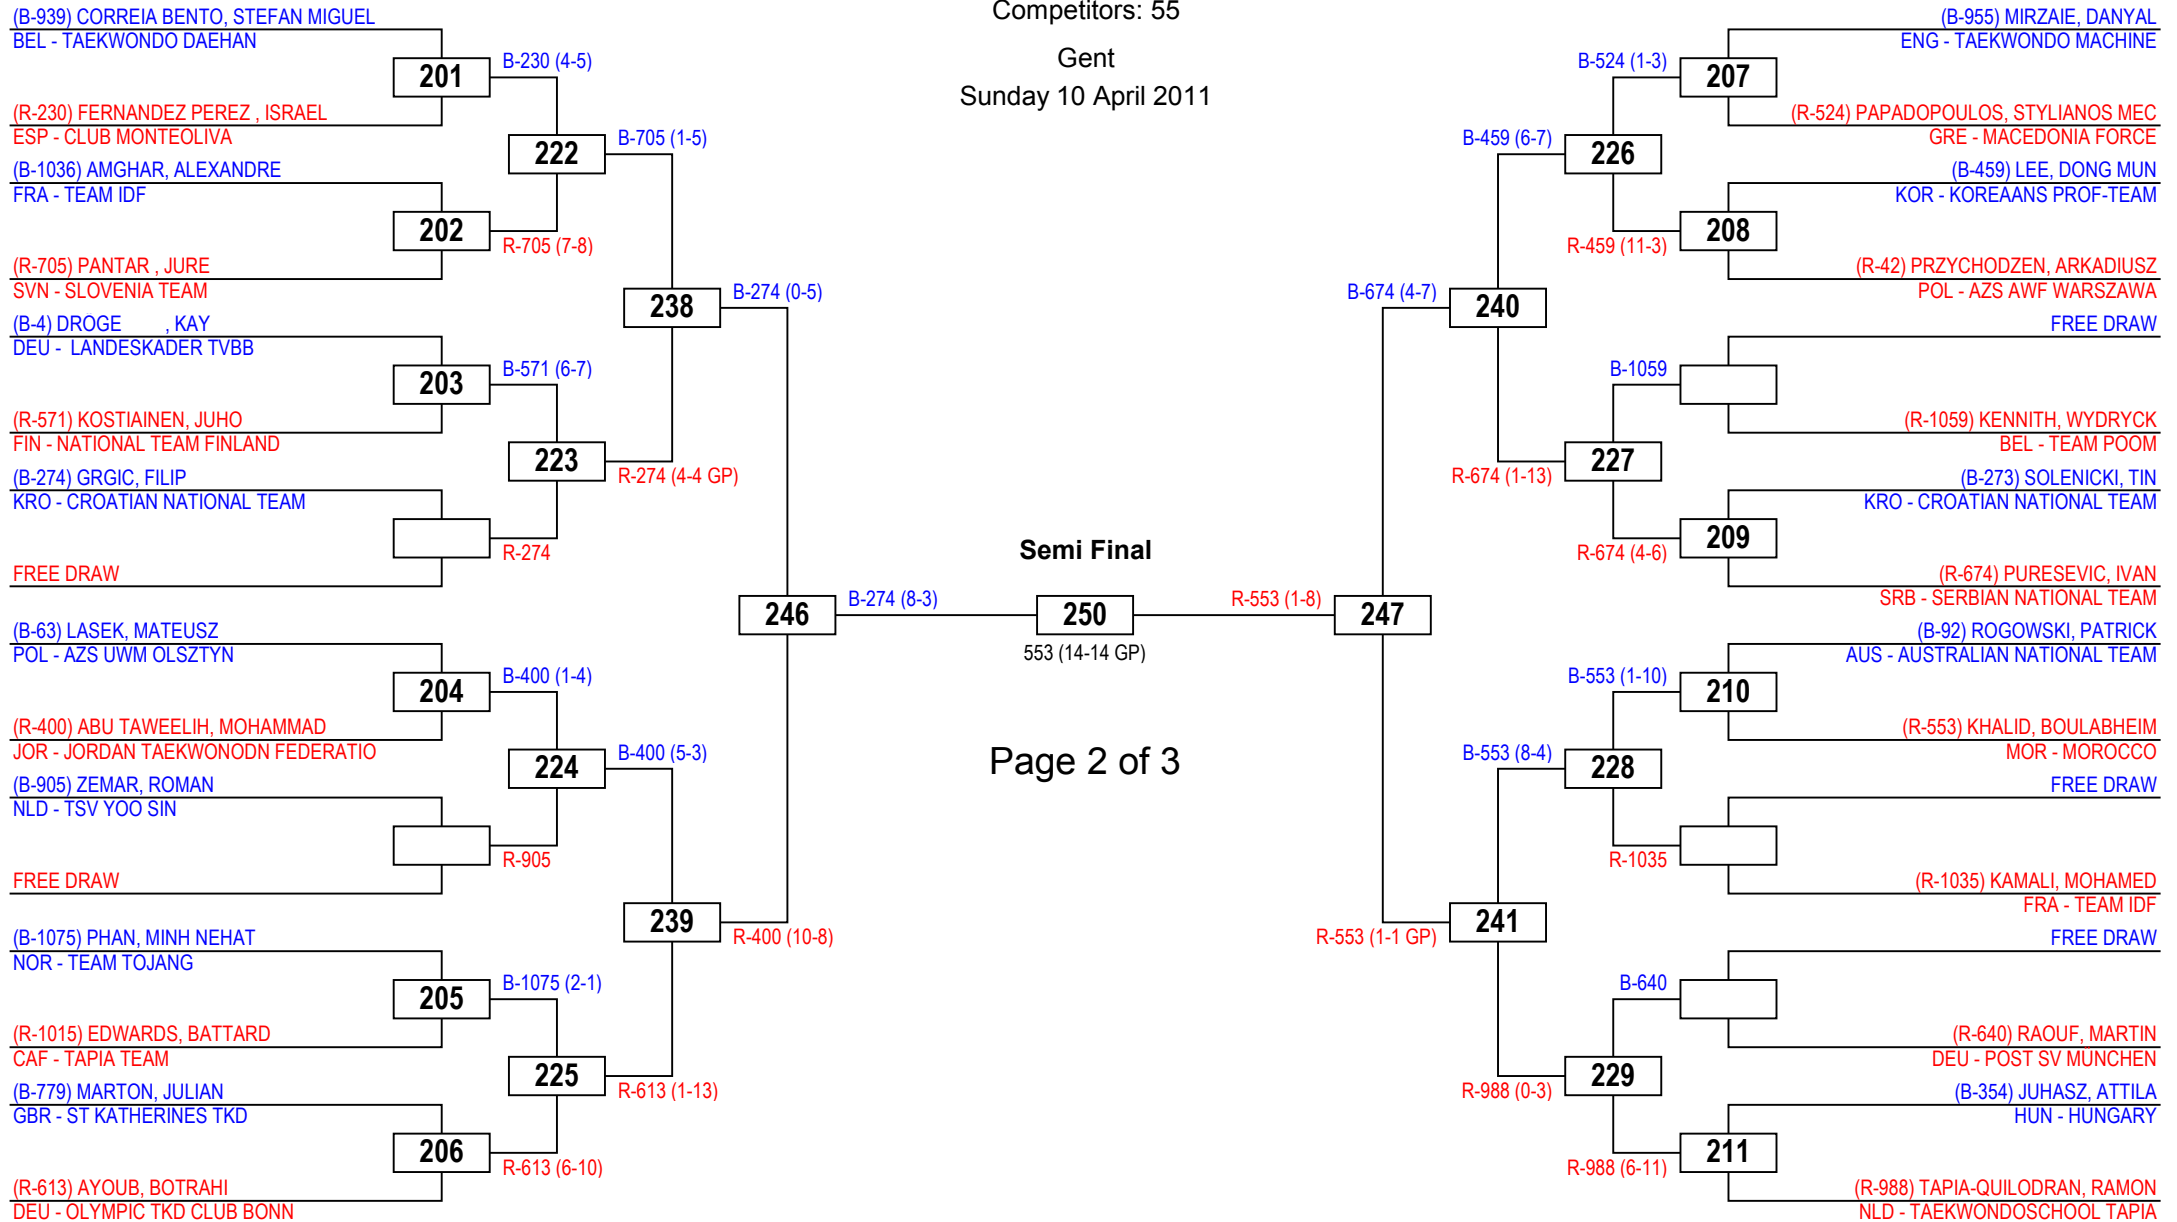 Competitors: 55
Gent
Sunday 10 April 2011
(B-939) CORREIA BENTO, STEFAN MIGUEL
BEL - TAEKWONDO DAEHAN
201
B-230 (4-5)
(R-230) FERNANDEZ PEREZ , ISRAEL
ESP - CLUB MONTEOLIVA
222
B-705 (1-5)
(B-1036) AMGHAR, ALEXANDRE
FRA - TEAM IDF
202
R-705 (7-8)
(R-705) PANTAR , JURE
SVN - SLOVENIA TEAM
238
B-274 (0-5)
(B-4) DROGE , KAY
DEU - LANDESKADER TVBB
203
B-571 (6-7)
(R-571) KOSTIAINEN, JUHO
FIN - NATIONAL TEAM FINLAND
223
R-274 (4-4 GP)
(B-274) GRGIC, FILIP
KRO - CROATIAN NATIONAL TEAM
R-274
FREE DRAW
246
B-274 (8-3)
(B-63) LASEK, MATEUSZ
POL - AZS UWM OLSZTYN
204
B-400 (1-4)
(R-400) ABU TAWEELIH, MOHAMMAD
JOR - JORDAN TAEKWONODN FEDERATIO
224
B-400 (5-3)
(B-905) ZEMAR, ROMAN
NLD - TSV YOO SIN
R-905
FREE DRAW
239
R-400 (10-8)
(B-1075) PHAN, MINH NEHAT
NOR - TEAM TOJANG
205
B-1075 (2-1)
(R-1015) EDWARDS, BATTARD
CAF - TAPIA TEAM
225
R-613 (1-13)
(B-779) MARTON, JULIAN
GBR - ST KATHERINES TKD
206
R-613 (6-10)
(R-613) AYOUB, BOTRAHI
DEU - OLYMPIC TKD CLUB BONN
Semi Final
250
553 (14-14 GP)
Page 2 of 3
(B-955) MIRZAIE, DANYAL
ENG - TAEKWONDO MACHINE
B-524 (1-3)
207
(R-524) PAPADOPOULOS, STYLIANOS MEC
GRE - MACEDONIA FORCE
B-459 (6-7)
226
(B-459) LEE, DONG MUN
KOR - KOREAANS PROF-TEAM
R-459 (11-3)
208
(R-42) PRZYCHODZEN, ARKADIUSZ
POL - AZS AWF WARSZAWA
B-674 (4-7)
240
FREE DRAW
B-1059
(R-1059) KENNITH, WYDRYCK
BEL - TEAM POOM
R-674 (1-13)
227
(B-273) SOLENICKI, TIN
KRO - CROATIAN NATIONAL TEAM
R-674 (4-6)
209
(R-674) PURESEVIC, IVAN
SRB - SERBIAN NATIONAL TEAM
R-553 (1-8)
247
(B-92) ROGOWSKI, PATRICK
AUS - AUSTRALIAN NATIONAL TEAM
B-553 (1-10)
210
(R-553) KHALID, BOULABHEIM
MOR - MOROCCO
B-553 (8-4)
228
FREE DRAW
R-1035
(R-1035) KAMALI, MOHAMED
FRA - TEAM IDF
R-553 (1-1 GP)
241
FREE DRAW
B-640
(R-640) RAOUF, MARTIN
DEU - POST SV MÜNCHEN
R-988 (0-3)
229
(B-354) JUHASZ, ATTILA
HUN - HUNGARY
R-988 (6-11)
211
(R-988) TAPIA-QUILODRAN, RAMON
NLD - TAEKWONDOSCHOOL TAPIA